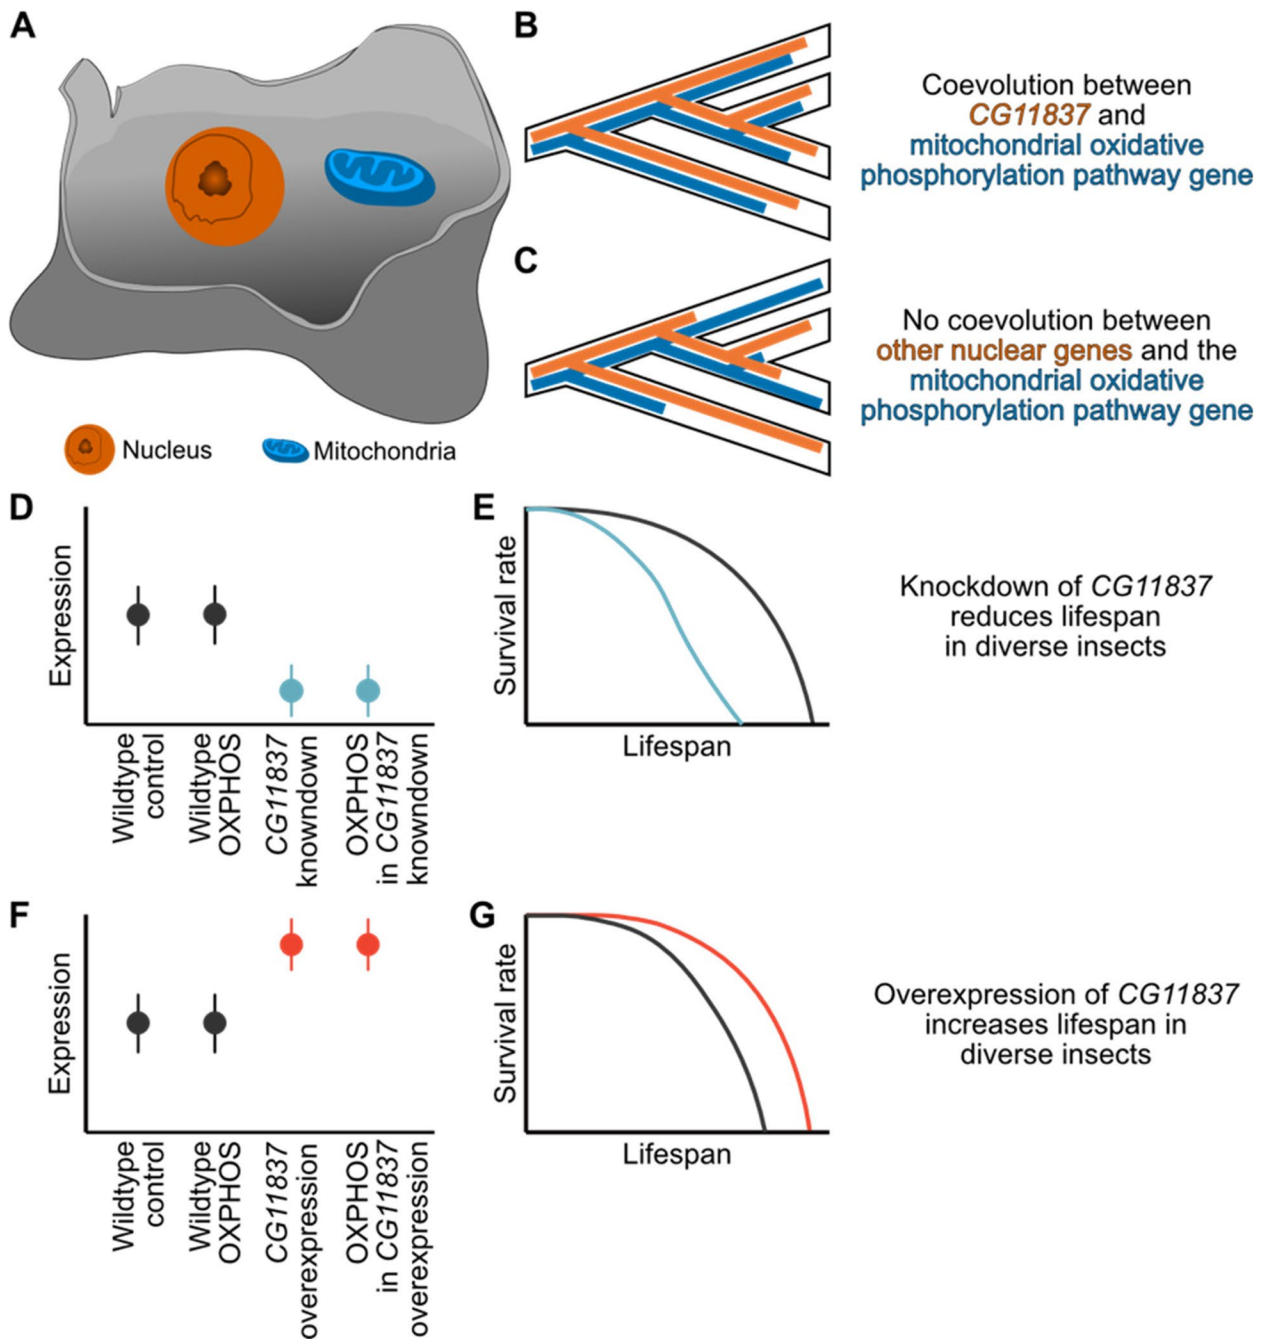 A
Nucleus
Mitochondria
B
Coevolution between
CG11837 and
mitochondrial oxidative
phosphorylation pathway gene
C
No coevolution between
other nuclear genes and the
mitochondrial oxidative
phosphorylation pathway gene
D
Expression
Wildtype
control
Wildtype
OXPHOS
CG11837
knowndown
OXPHOS
in CG11837
knowndown
E
Survival rate
Lifespan
Knockdown of CG11837
reduces lifespan
in diverse insects
F
Expression
Wildtype
control
Wildtype
OXPHOS
CG11837
overexpression
OXPHOS
in CG11837
overexpression
G
Survival rate
Lifespan
Overexpression of CG11837
increases lifespan in
diverse insects